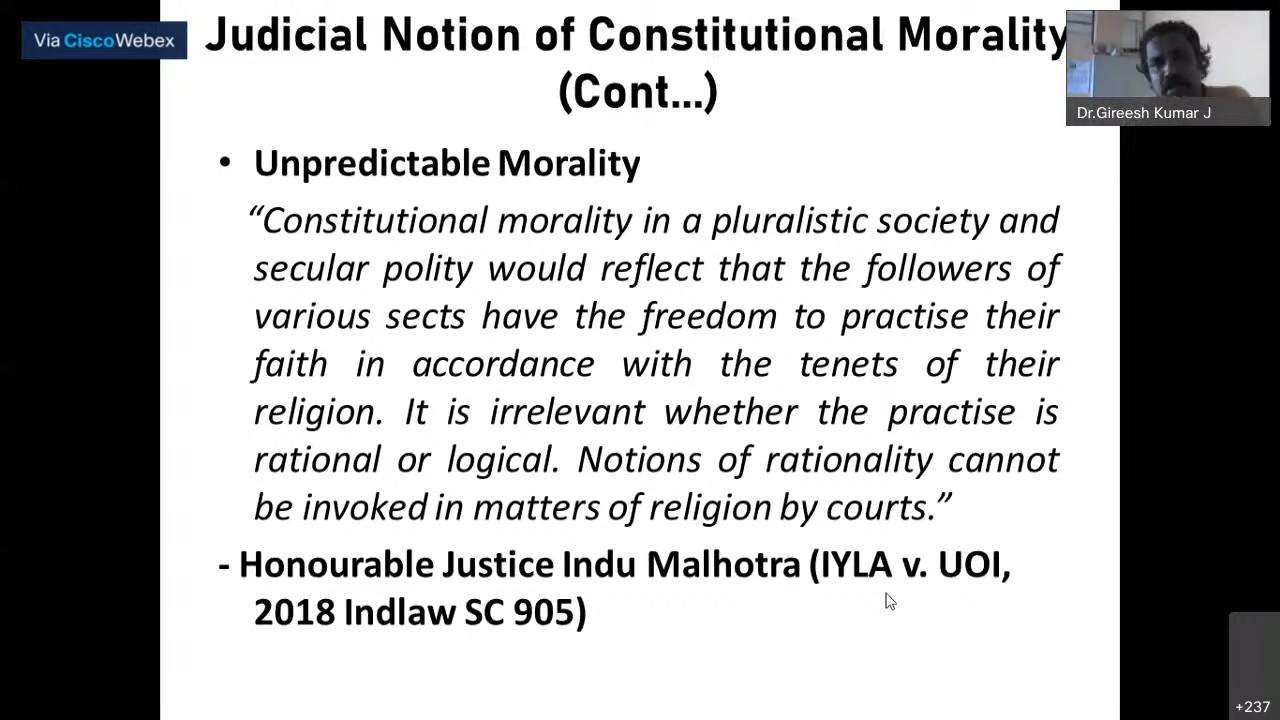 Via Cisco Webex
Judicial Notion of Constitutional Morality
(Cont...)
Dr.Gireesh Kumar J
• Unpredictable Morality
“Constitutional morality in a pluralistic society and
secular polity would reflect that the followers of
various sects have the freedom to practise their
faith in accordance with the tenets of their
religion. It is irrelevant whether the practise is
rational or logical. Notions of rationality cannot
be invoked in matters of religion by courts.”
- Honourable Justice Indu Malhotra (IYLA v. UOI,
2018 Indlaw SC 905)
+237